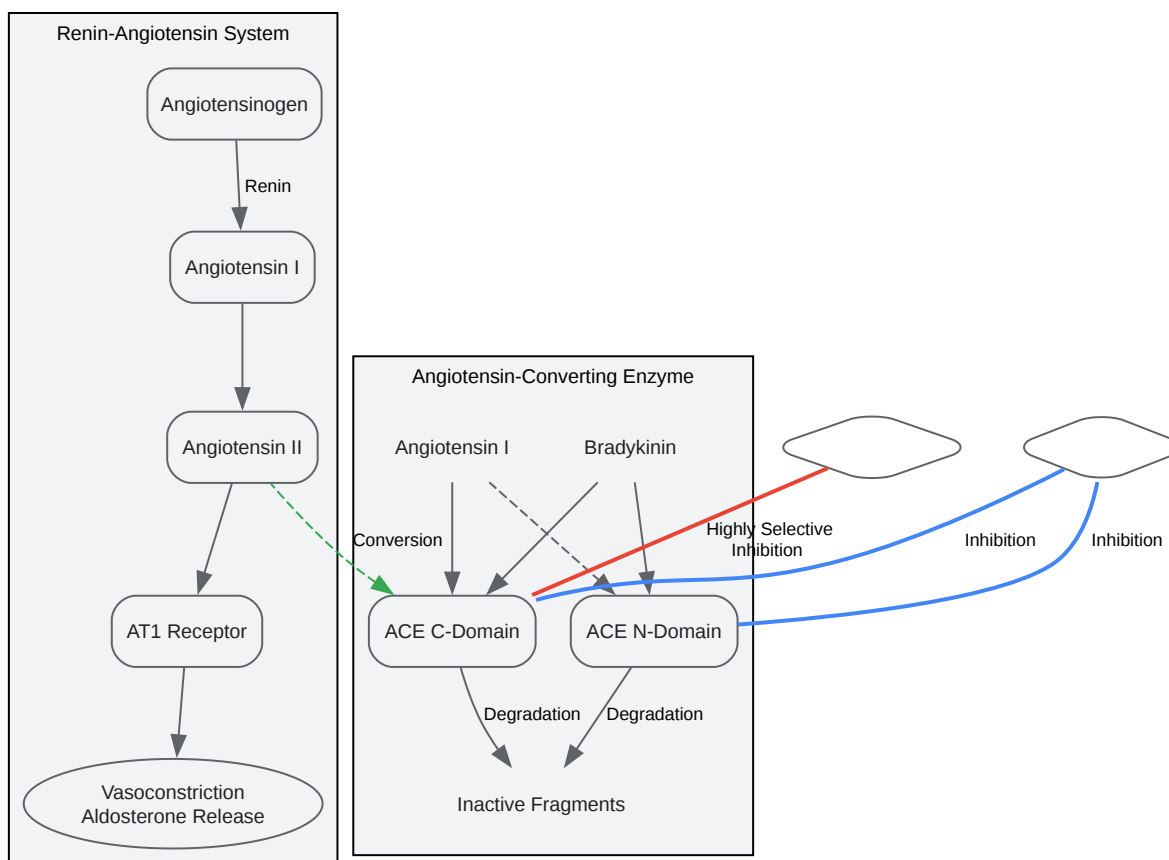 Renin-Angiotensin System
Angiotensinogen
Renin
Angiotensin I
Angiotensin II
AT1 Receptor
Vasoconstriction
Aldosterone Release
Angiotensin-Converting Enzyme
Angiotensin I
Bradykinin
Conversion
Highly Selective
Inhibition
Inhibition
Inhibition
ACE C-Domain
ACE N-Domain
Degradation
Degradation
Inactive Fragments